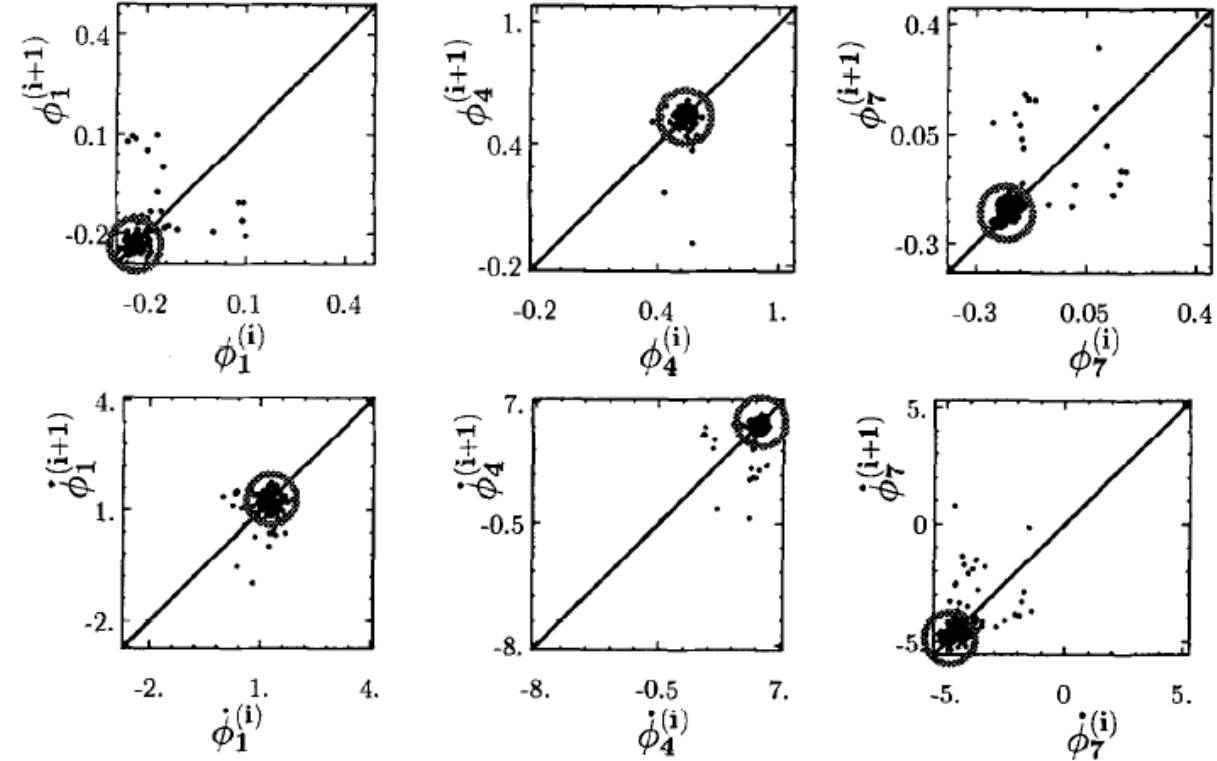 0.4
0.1
-0.2
ϕ₁^(i+1)
-0.2 0.1 0.4
ϕ₁^(i)
1.
0.4
-0.2
ϕ₄^(i+1)
-0.2 0.4 1.
ϕ₄^(i)
0.4
0.05
-0.3
ϕ₇^(i+1)
-0.3 0.05 0.4
ϕ₇^(i)
4.
1.
-2.
ϕ̇₁^(i+1)
-2. 1. 4.
ϕ̇₁^(i)
7.
-0.5
-8.
ϕ̇₄^(i+1)
-8. -0.5 7.
ϕ̇₄^(i)
5.
0
-5.
ϕ̇₇^(i+1)
-5. 0 5.
ϕ̇₇^(i)